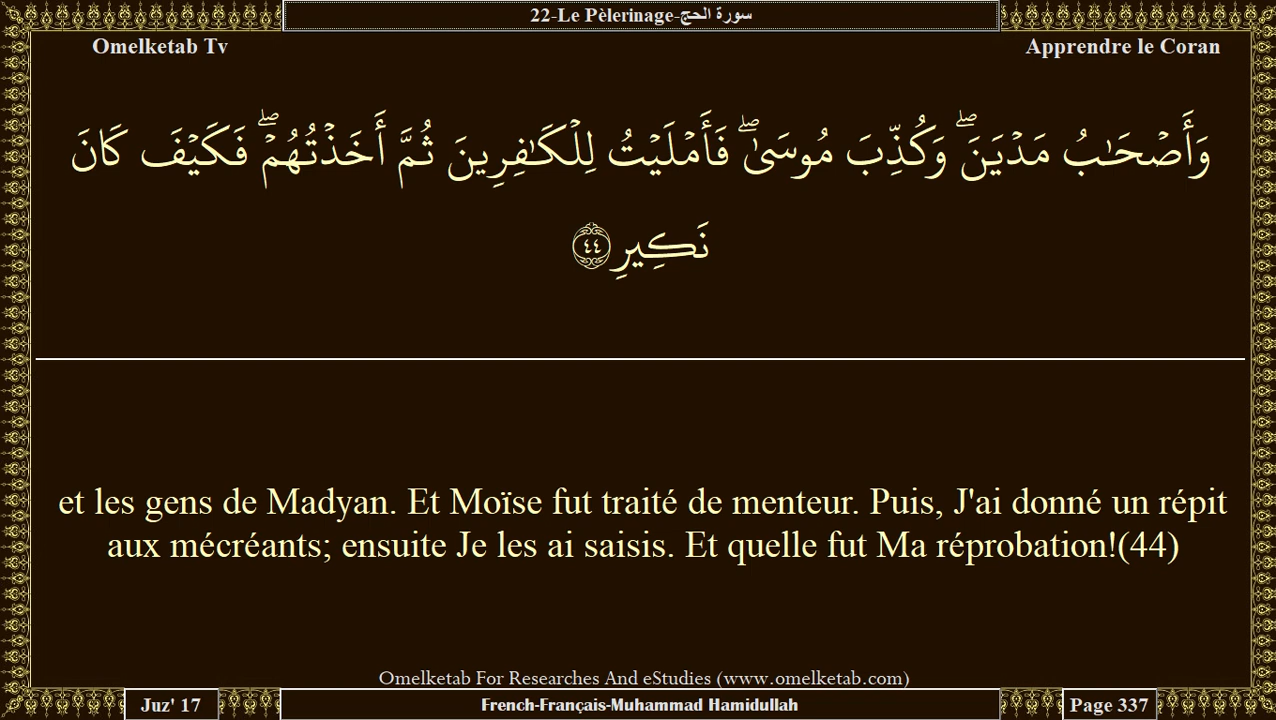 22-Le Pèlerinage-سورة الحج
Omelketab Tv
Apprendre le Coran
وَأَصۡحَـٰبُ مَدۡيَنَۖ وَكُذِّبَ مُوسَىٰۖ فَأَمۡلَيۡتُ لِلۡكَـٰفِرِينَ ثُمَّ أَخَذۡتُهُمۡۖ فَكَيۡفَ كَانَ
نَكِيرِ ٤٤
et les gens de Madyan. Et Moïse fut traité de menteur. Puis, J'ai donné un répit
aux mécréants; ensuite Je les ai saisis. Et quelle fut Ma réprobation!(44)
Omelketab For Researches And eStudies (www.omelketab.com)
Juz' 17
French-Français-Muhammad Hamidullah
Page 337